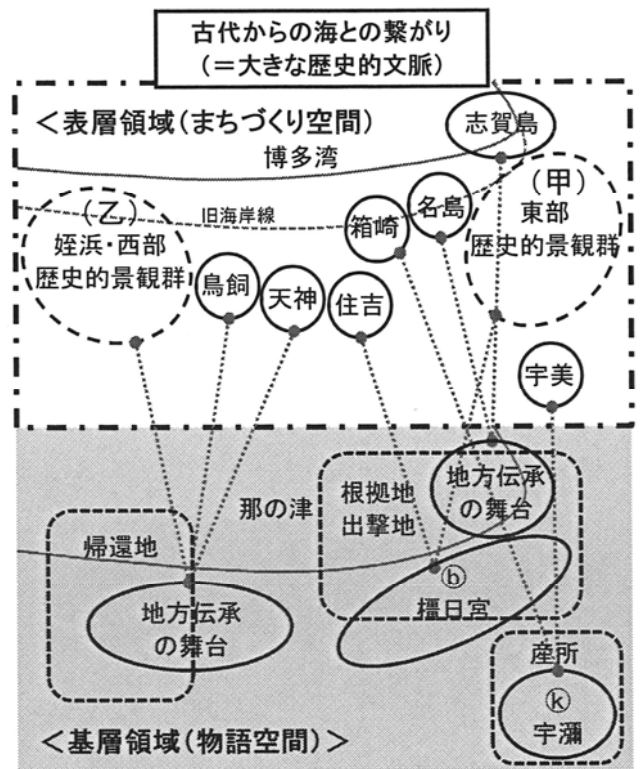 古代からの海との繋がり
(＝大きな歴史的文脈)
＜表層領域(まちづくり空間)
志賀島
博多湾
(甲)
東部
歴史的景観群
(乙)
姪浜・西部
歴史的景観群
旧海岸線
箱崎
名島
鳥飼
天神
住吉
宇美
地方伝承
の舞台
根拠地
出撃地
那の津
帰還地
地方伝承
の舞台
ⓑ
橿日宮
産所
ⓚ
宇瀰
＜基層領域(物語空間)＞